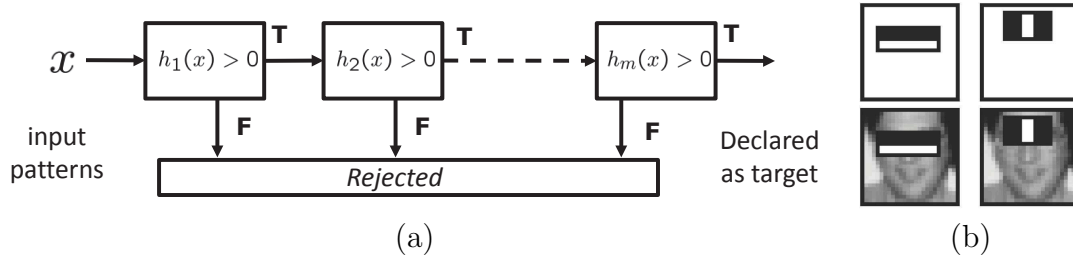 x
h₁(x) > 0
T
h₂(x) > 0
T
hₘ(x) > 0
T
F
F
F
input
patterns
Rejected
Declared
as target
(a)
(b)